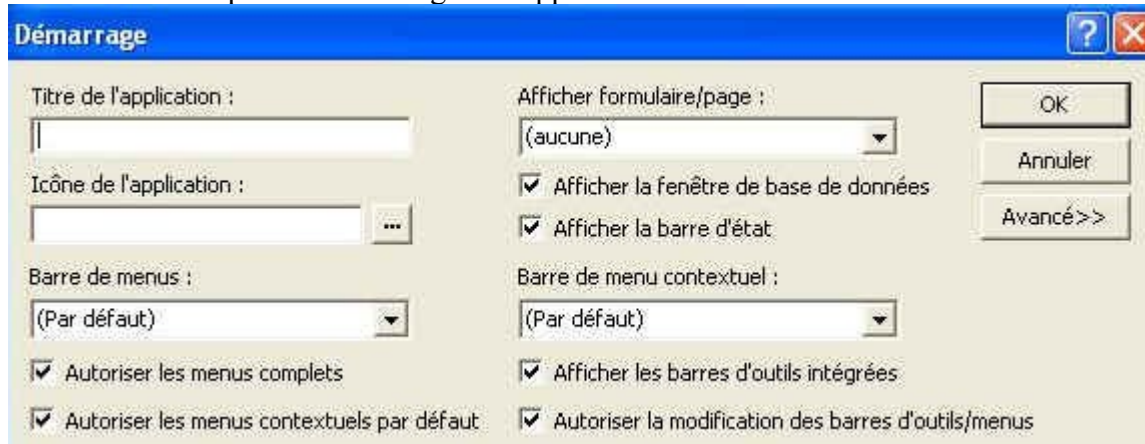 Démarrage
Titre de l'application :
Afficher formulaire/page :
OK
(aucune)
Annuler
Icône de l'application :
Afficher la fenêtre de base de données
...
Afficher la barre d'état
Avancé>>
Barre de menus :
Barre de menu contextuel :
(Par défaut)
(Par défaut)
Autoriser les menus complets
Afficher les barres d'outils intégrées
Autoriser les menus contextuels par défaut
Autoriser la modification des barres d'outils/menus